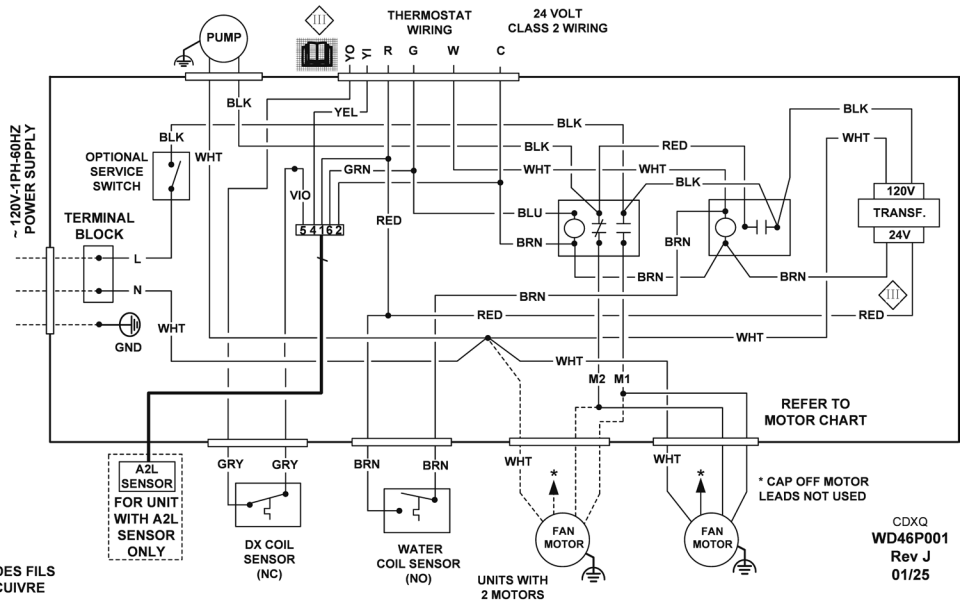 PUMP
III
THERMOSTAT
WIRING
24 VOLT
CLASS 2 WIRING
YO
YI
R
G
W
C
~ 120V-1PH-60HZ
POWER SUPPLY
BLK
YEL
BLK
BLK
BLK
WHT
OPTIONAL
SERVICE
SWITCH
WHT
BLK
RED
GRN
WHT
WHT
BLK
VIO
120V
TRANSF.
24V
TERMINAL
BLOCK
RED
BLU
5 4 1 6 2
BRN
BRN
L
BRN
BRN
N
BRN
III
WHT
GND
RED
RED
WHT
WHT
M2
M1
REFER TO
MOTOR CHART
GRY
GRY
BRN
BRN
WHT
WHT
A2L
SENSOR
FOR UNIT
WITH A2L
SENSOR
ONLY
*
*
* CAP OFF MOTOR
LEADS NOT USED
DX COIL
SENSOR
(NC)
WATER
COIL SENSOR
(NO)
FAN
MOTOR
FAN
MOTOR
UNITS WITH
2 MOTORS
CDXQ
WD46P001
Rev J
01/25
DES FILS
CUIVRE